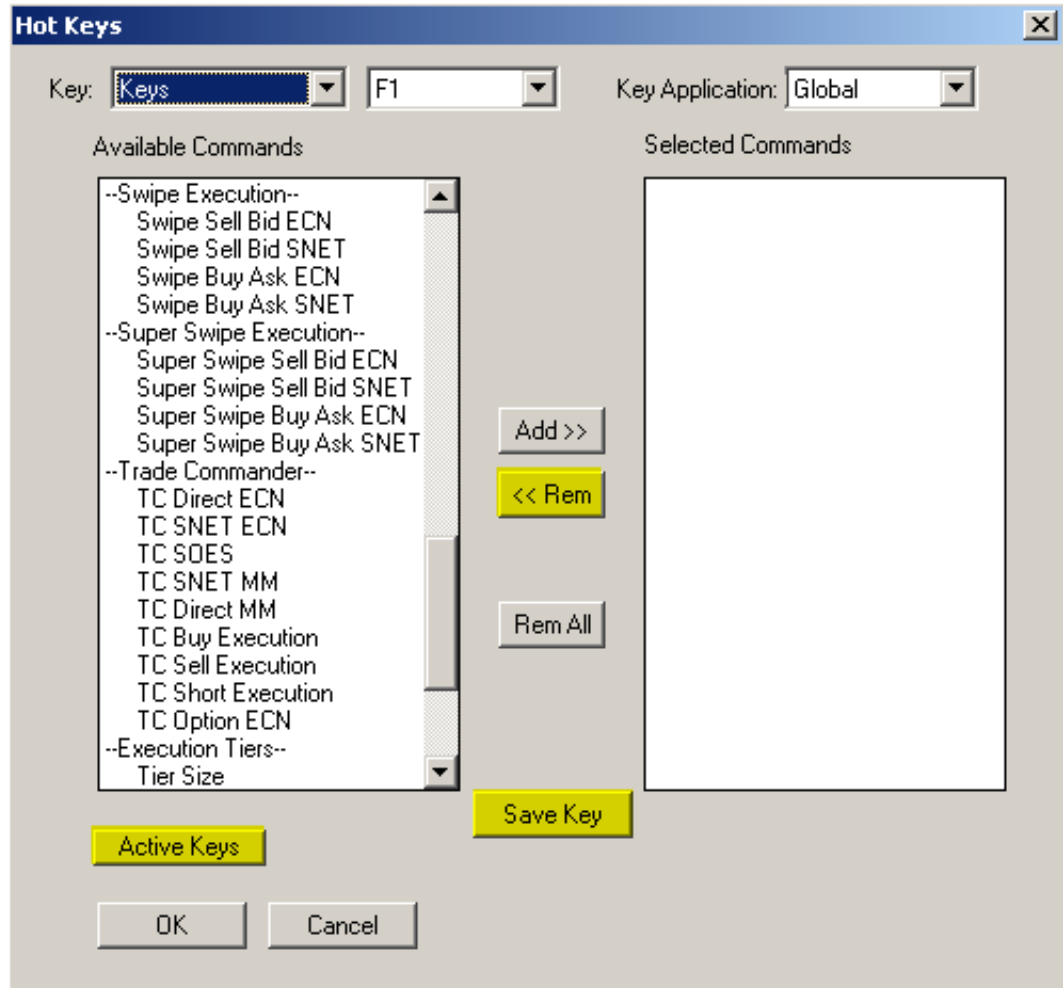 Hot Keys
Key: Keys F1 Key Application: Global
Available Commands Selected Commands
--Swipe Execution--
Swipe Sell Bid ECN
Swipe Sell Bid SNET
Swipe Buy Ask ECN
Swipe Buy Ask SNET
--Super Swipe Execution--
Super Swipe Sell Bid ECN
Super Swipe Sell Bid SNET
Super Swipe Buy Ask ECN
Super Swipe Buy Ask SNET
--Trade Commander--
TC Direct ECN
TC SNET ECN
TC SOES
TC SNET MM
TC Direct MM
TC Buy Execution
TC Sell Execution
TC Short Execution
TC Option ECN
--Execution Tiers--
Tier Size
Add >>
<< Rem
Rem All
Save Key
Active Keys
OK Cancel